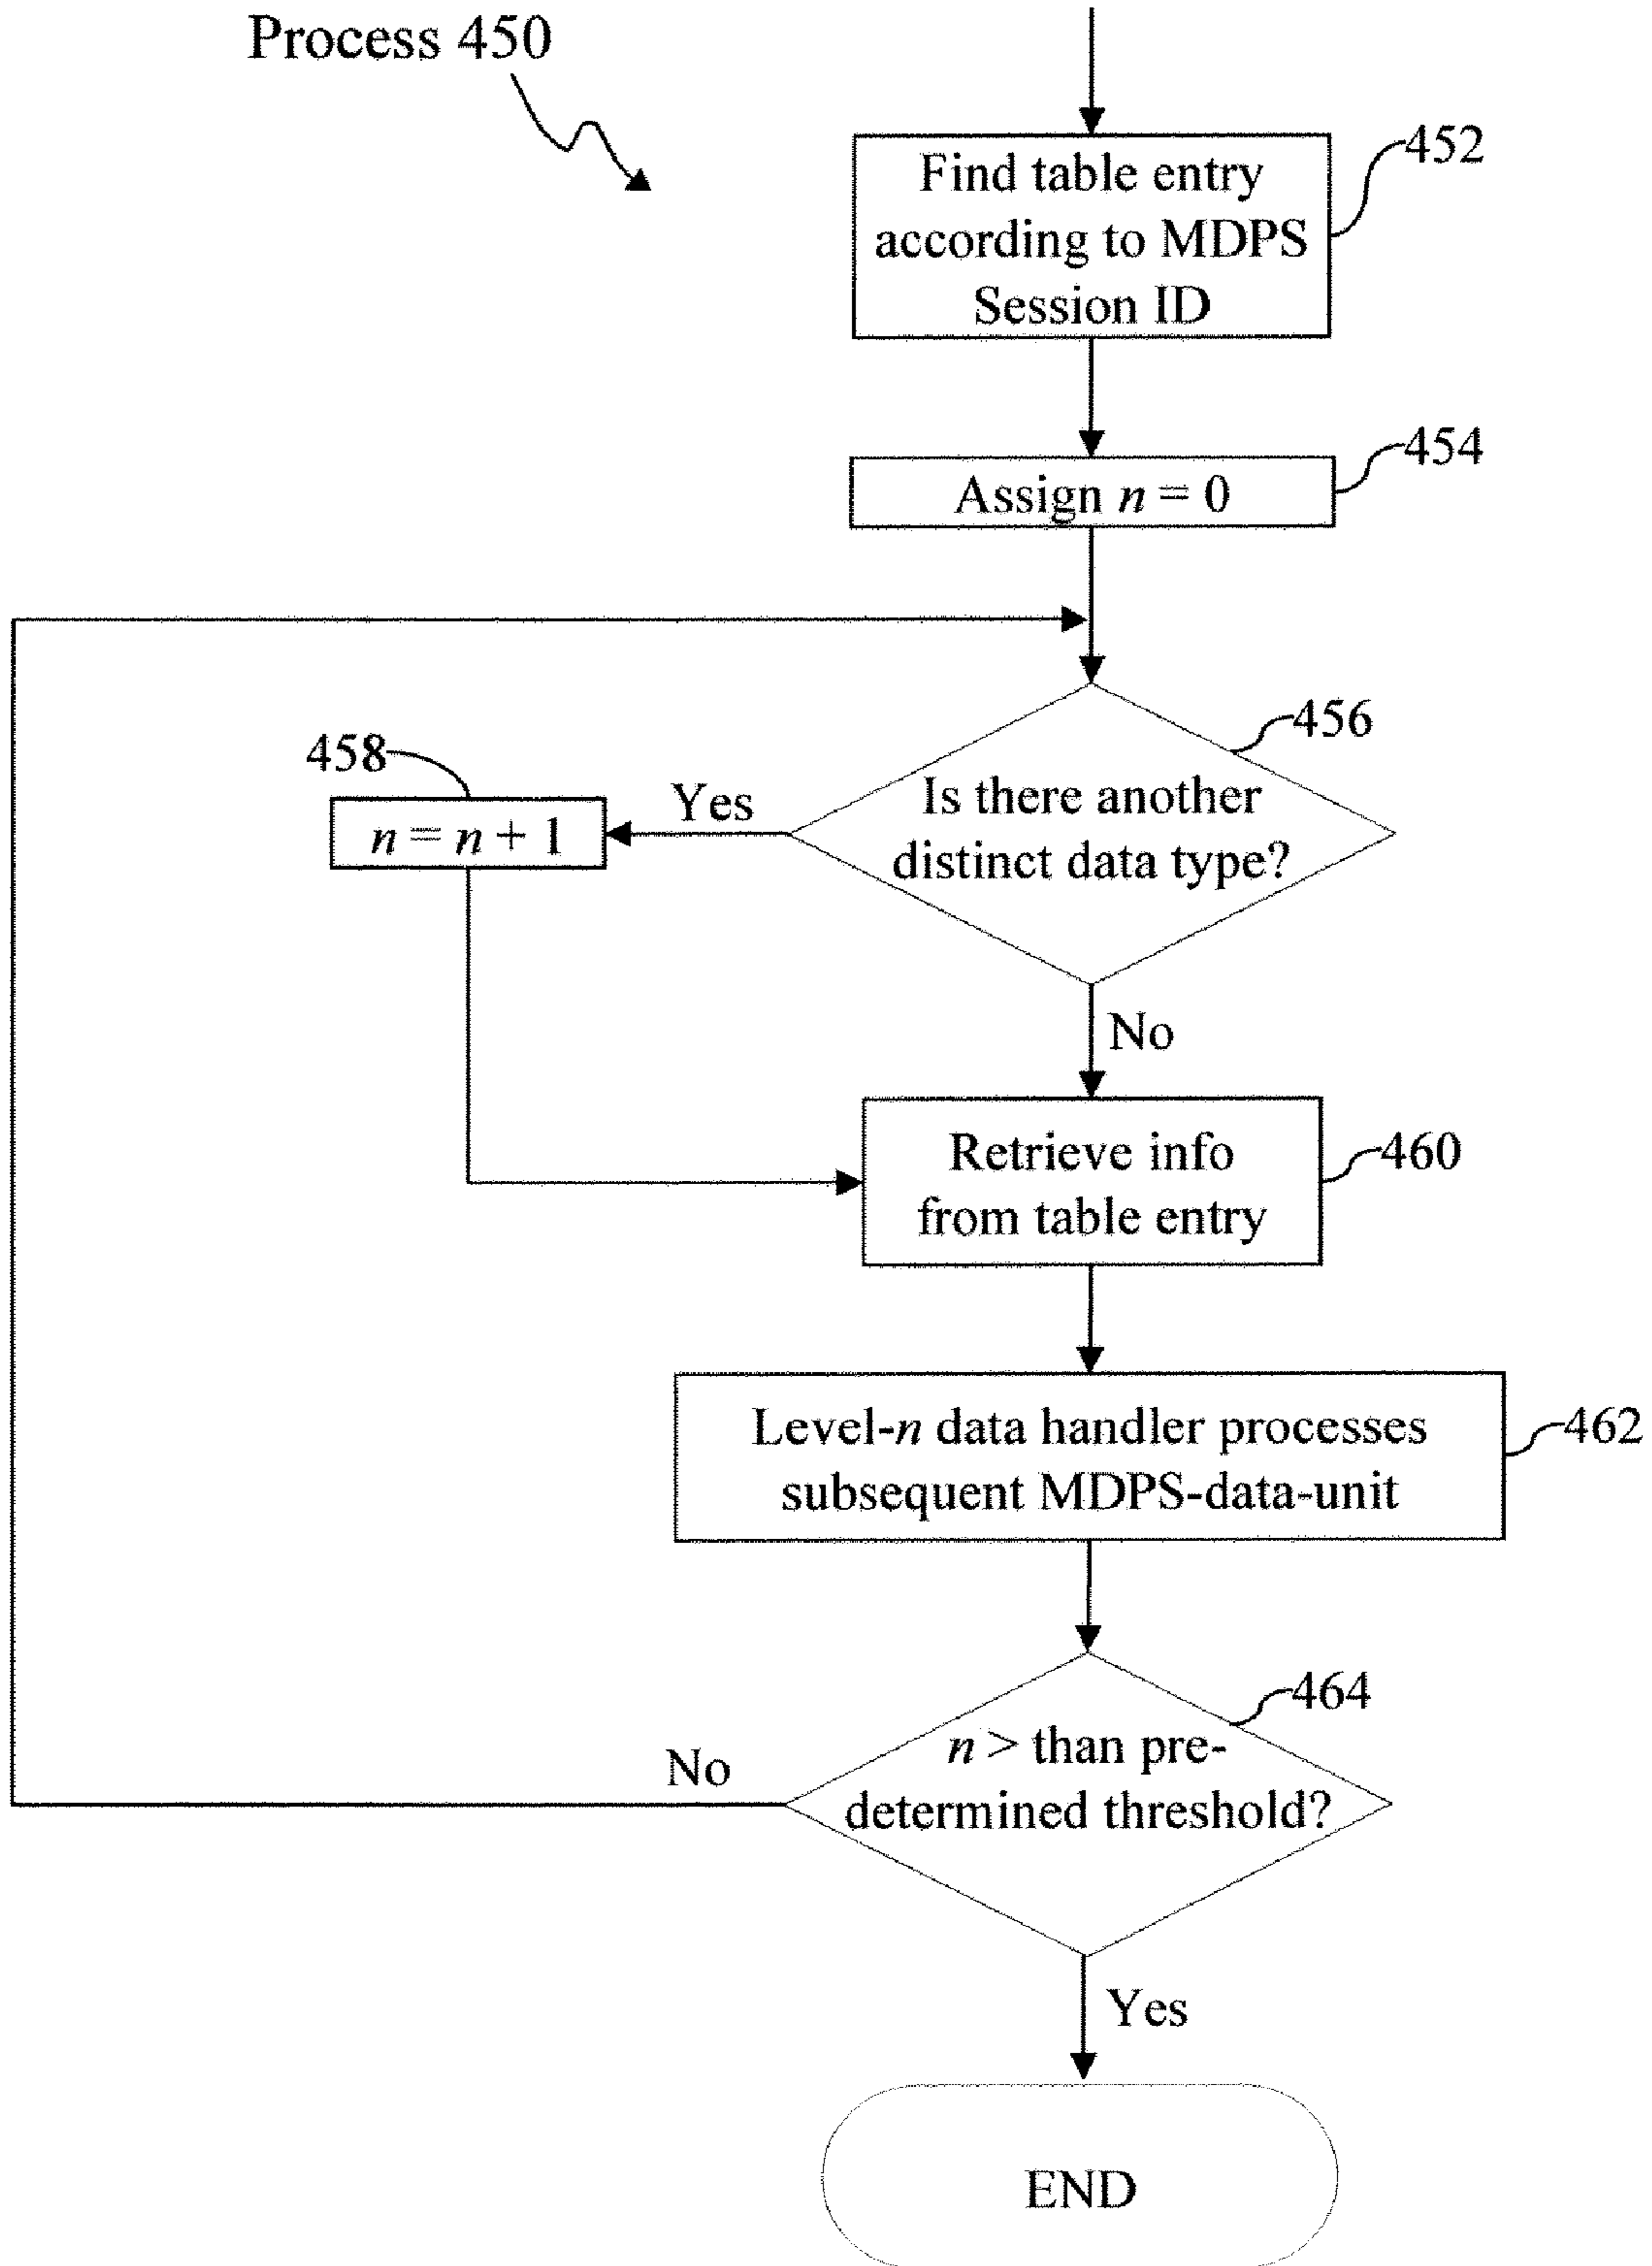 Process 450
452
Find table entry
according to MDPS
Session ID
454
Assign n = 0
456
458
Yes
Is there another
distinct data type?
n = n + 1
No
Retrieve info
from table entry
460
Level-n data handler processes
subsequent MDPS-data-unit
462
464
n > than pre-
determined threshold?
No
Yes
END